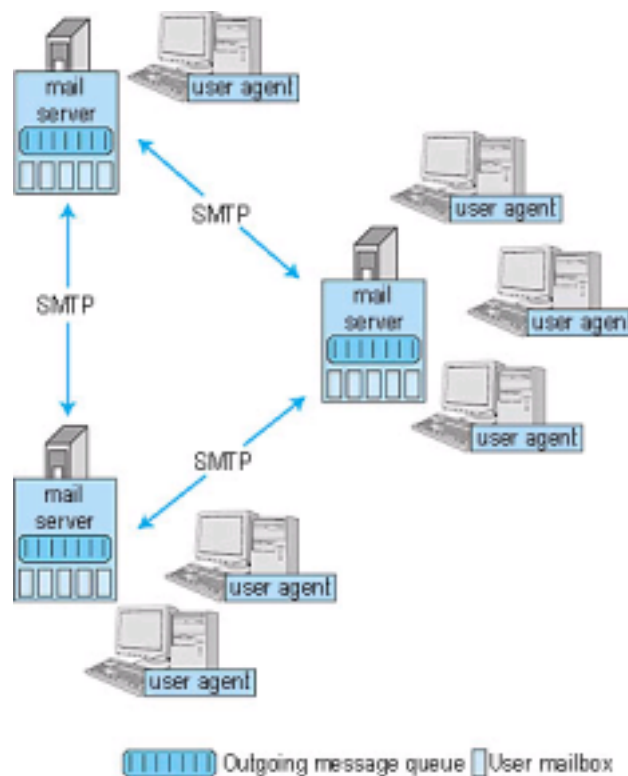 mail
server
user agent
SMTP
user agent
SMTP
mail
server
user agen
user agent
SMTP
mail
server
user agent
user agent
Outgoing message queue
User mailbox